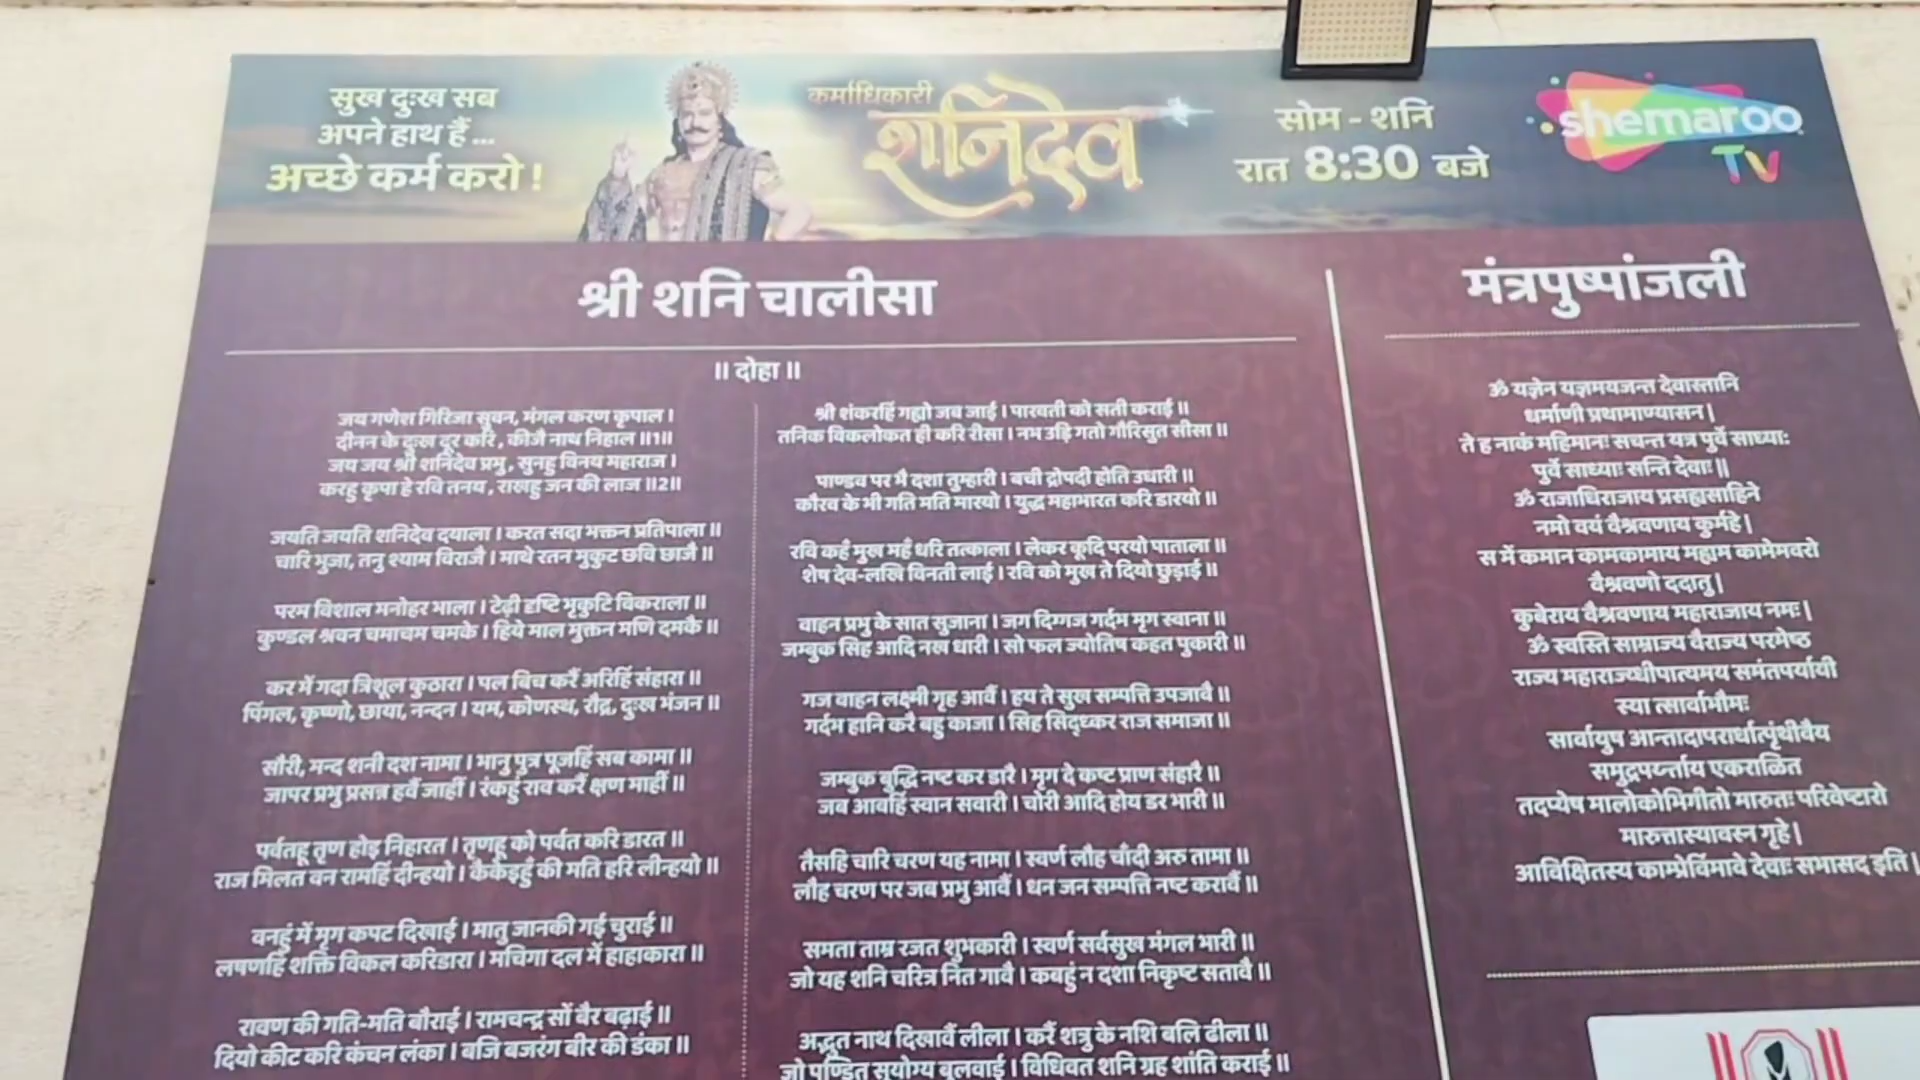 सुख दुःख सब
अपने हाथ हैं...
अच्छे कर्म करो !
कर्माधिकारी
शनिदेव
सोम - शनि
रात 8:30 बजे
shemaroo
TV
श्री शनि चालीसा
॥ दोहा ॥
जय गणेश गिरिजा सुवन, मंगल करण कृपाल ।
दीनन के दुःख दूर करि, कीजै नाथ निहाल ॥1॥
जय जय श्री शनिदेव प्रभु, सुनहु विनय महाराज ।
करहु कृपा हे रवि तनय, राखहु जन की लाज ॥2॥
जयति जयति शनिदेव दयाला । करत सदा भक्तन प्रतिपाला ॥
चारि भुजा, तनु श्याम विराजै । माथे रतन मुकुट छवि छाजै ॥
परम विशाल मनोहर भाला । टेढ़ी दृष्टि भृकुटि विकराला ॥
कुण्डल श्रवन चमाचम चमके । हिये माल मुक्तन मणि दमकै ॥
कर में गदा त्रिशूल कुठारा । पल बिच करैं अरिहिं संहारा ॥
पिंगल, कृष्णो, छाया, नन्दन । यम, कोणस्थ, रौद्र, दुःख भंजन ॥
सौरी, मन्द शनी दश नामा । भानु पुत्र पूजहिं सब कामा ॥
जापर प्रभु प्रसन्न हवैं जाहीं । रंकहुं राव करैं क्षण माहीं ॥
पर्वतहू तृण होइ निहारत । तृणहू को पर्वत करि डारत ॥
राज मिलत वन रामहिं दीन्हयो । कैकेइहुँ की मति हरि लीन्हयो ॥
वनहुं में मृग कपट दिखाई । मातु जानकी गई चुराई ॥
लषणहिं शक्ति विकल करिडारा । मचिगा दल में हाहाकारा ॥
रावण की गति-मति बौराई । रामचन्द्र सों बैर बढ़ाई ॥
दियो कीट करि कंचन लंका । बजि बजरंग बीर की डंका ॥
श्री शंकरहिं गह्यो जब जाई । पारवती को सती कराई ॥
तनिक विकलोकत ही करि रीसा । नभ उड़ि गतो गौरिसुत सीसा ॥
पाण्डव पर भै दशा तुम्हारी । बची द्रोपदी होति उधारी ॥
कौरव के भी गति मति मारयो । युद्ध महाभारत करि डारयो ॥
रवि कहँ मुख महँ धरि तत्काला । लेकर कूदि परयो पाताला ॥
शेष देव-लखि विनती लाई । रवि को मुख ते दियो छुड़ाई ॥
वाहन प्रभु के सात सुजाना । जग दिग्गज गर्दभ मृग स्वाना ॥
जम्बुक सिंह आदि नख धारी । सो फल ज्योतिष कहत पुकारी ॥
गज वाहन लक्ष्मी गृह आवैं । हय ते सुख सम्पत्ति उपजावै ॥
गर्दभ हानि करै बहु काजा । सिंह सिद्ध्कर राज समाजा ॥
जम्बुक बुद्धि नष्ट कर डारै । मृग दे कष्ट प्राण संहारै ॥
जब आवहिं स्वान सवारी । चोरी आदि होय डर भारी ॥
तैसहि चारि चरण यह नामा । स्वर्ण लौह चाँदी अरु तामा ॥
लौह चरण पर जब प्रभु आवैं । धन जन सम्पत्ति नष्ट करावैं ॥
समता ताम्र रजत शुभकारी । स्वर्ण सर्वसुख मंगल भारी ॥
जो यह शनि चरित्र नित गावै । कबहुं न दशा निकृष्ट सतावै ॥
अद्भुत नाथ दिखावैं लीला । करैं शत्रु के नशि बलि ढीला ॥
जो पण्डित सुयोग्य बुलवाई । विधिवत शनि ग्रह शांति कराई ॥
मंत्रपुष्पांजली
ॐ यज्ञेन यज्ञमयजन्त देवास्तानि
धर्माणी प्रथामाण्यासन |
ते ह नाकं महिमानः सचन्त यत्र पुर्वे साध्याः
पुर्वे साध्याः सन्ति देवाः ||
ॐ राजाधिराजाय प्रसह्यसाहिने
नमो वयं वैश्रवणाय कुर्महे |
स में कमान कामकामाय मह्यम कामेमवरो
वैश्रवणो ददातु |
कुबेराय वैश्रवणाय महाराजाय नमः |
ॐ स्वस्ति साम्राज्य वैराज्य परमेष्ठ
राज्य महाराज्यधीपात्यमय समंतपर्यायी
स्या त्सार्वाभौमः
सार्वायुष आन्तादापरार्धात्पृंथीवैय
समुद्रपर्य्न्ताय एकराळित
तदप्येष मालोकोभिगीतो मारुतः परिवेष्टारो
मारुत्तास्यावस्न गृहे |
आविक्षितस्य काम्प्रेर्विमावे देवाः सभासद इति |